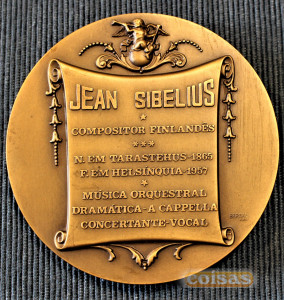 JEAN SIBELIUS
*
COMPOSITOR FINLANDÊS
***
N. EM TARASTEHUS-1865
F. EM HELSÍNQUIA-1957
*
MÚSICA ORQUESTRAL
DRAMÁTICA-A CAPPELLA
CONCERTANTE-VOCAL
coisas